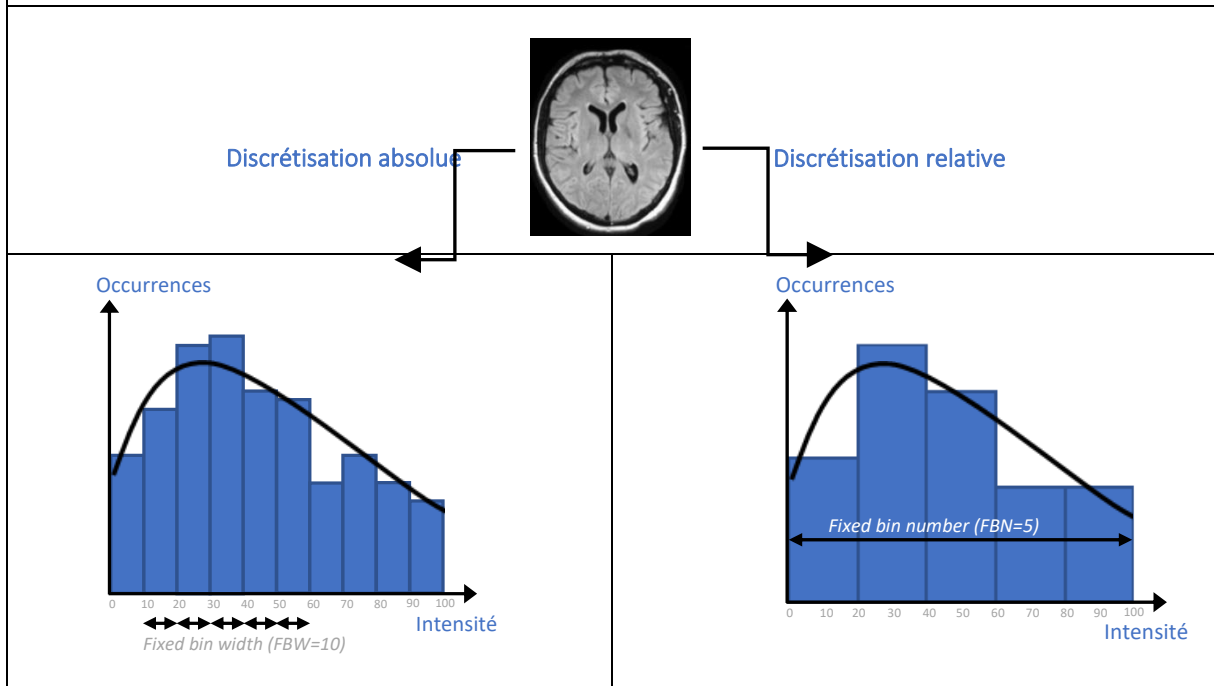 Discrétisation absolue
Discrétisation relative
Occurrences
0 10 20 30 40 50 60 70 80 90 100
Intensité
Fixed bin width (FBW=10)
Occurrences
Fixed bin number (FBN=5)
0 10 20 30 40 50 60 70 80 90 100
Intensité